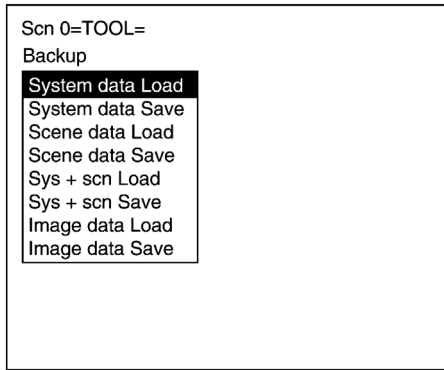 Scn 0=TOOL=
Backup
System data Load
System data Save
Scene data Load
Scene data Save
Sys + scn Load
Sys + scn Save
Image data Load
Image data Save